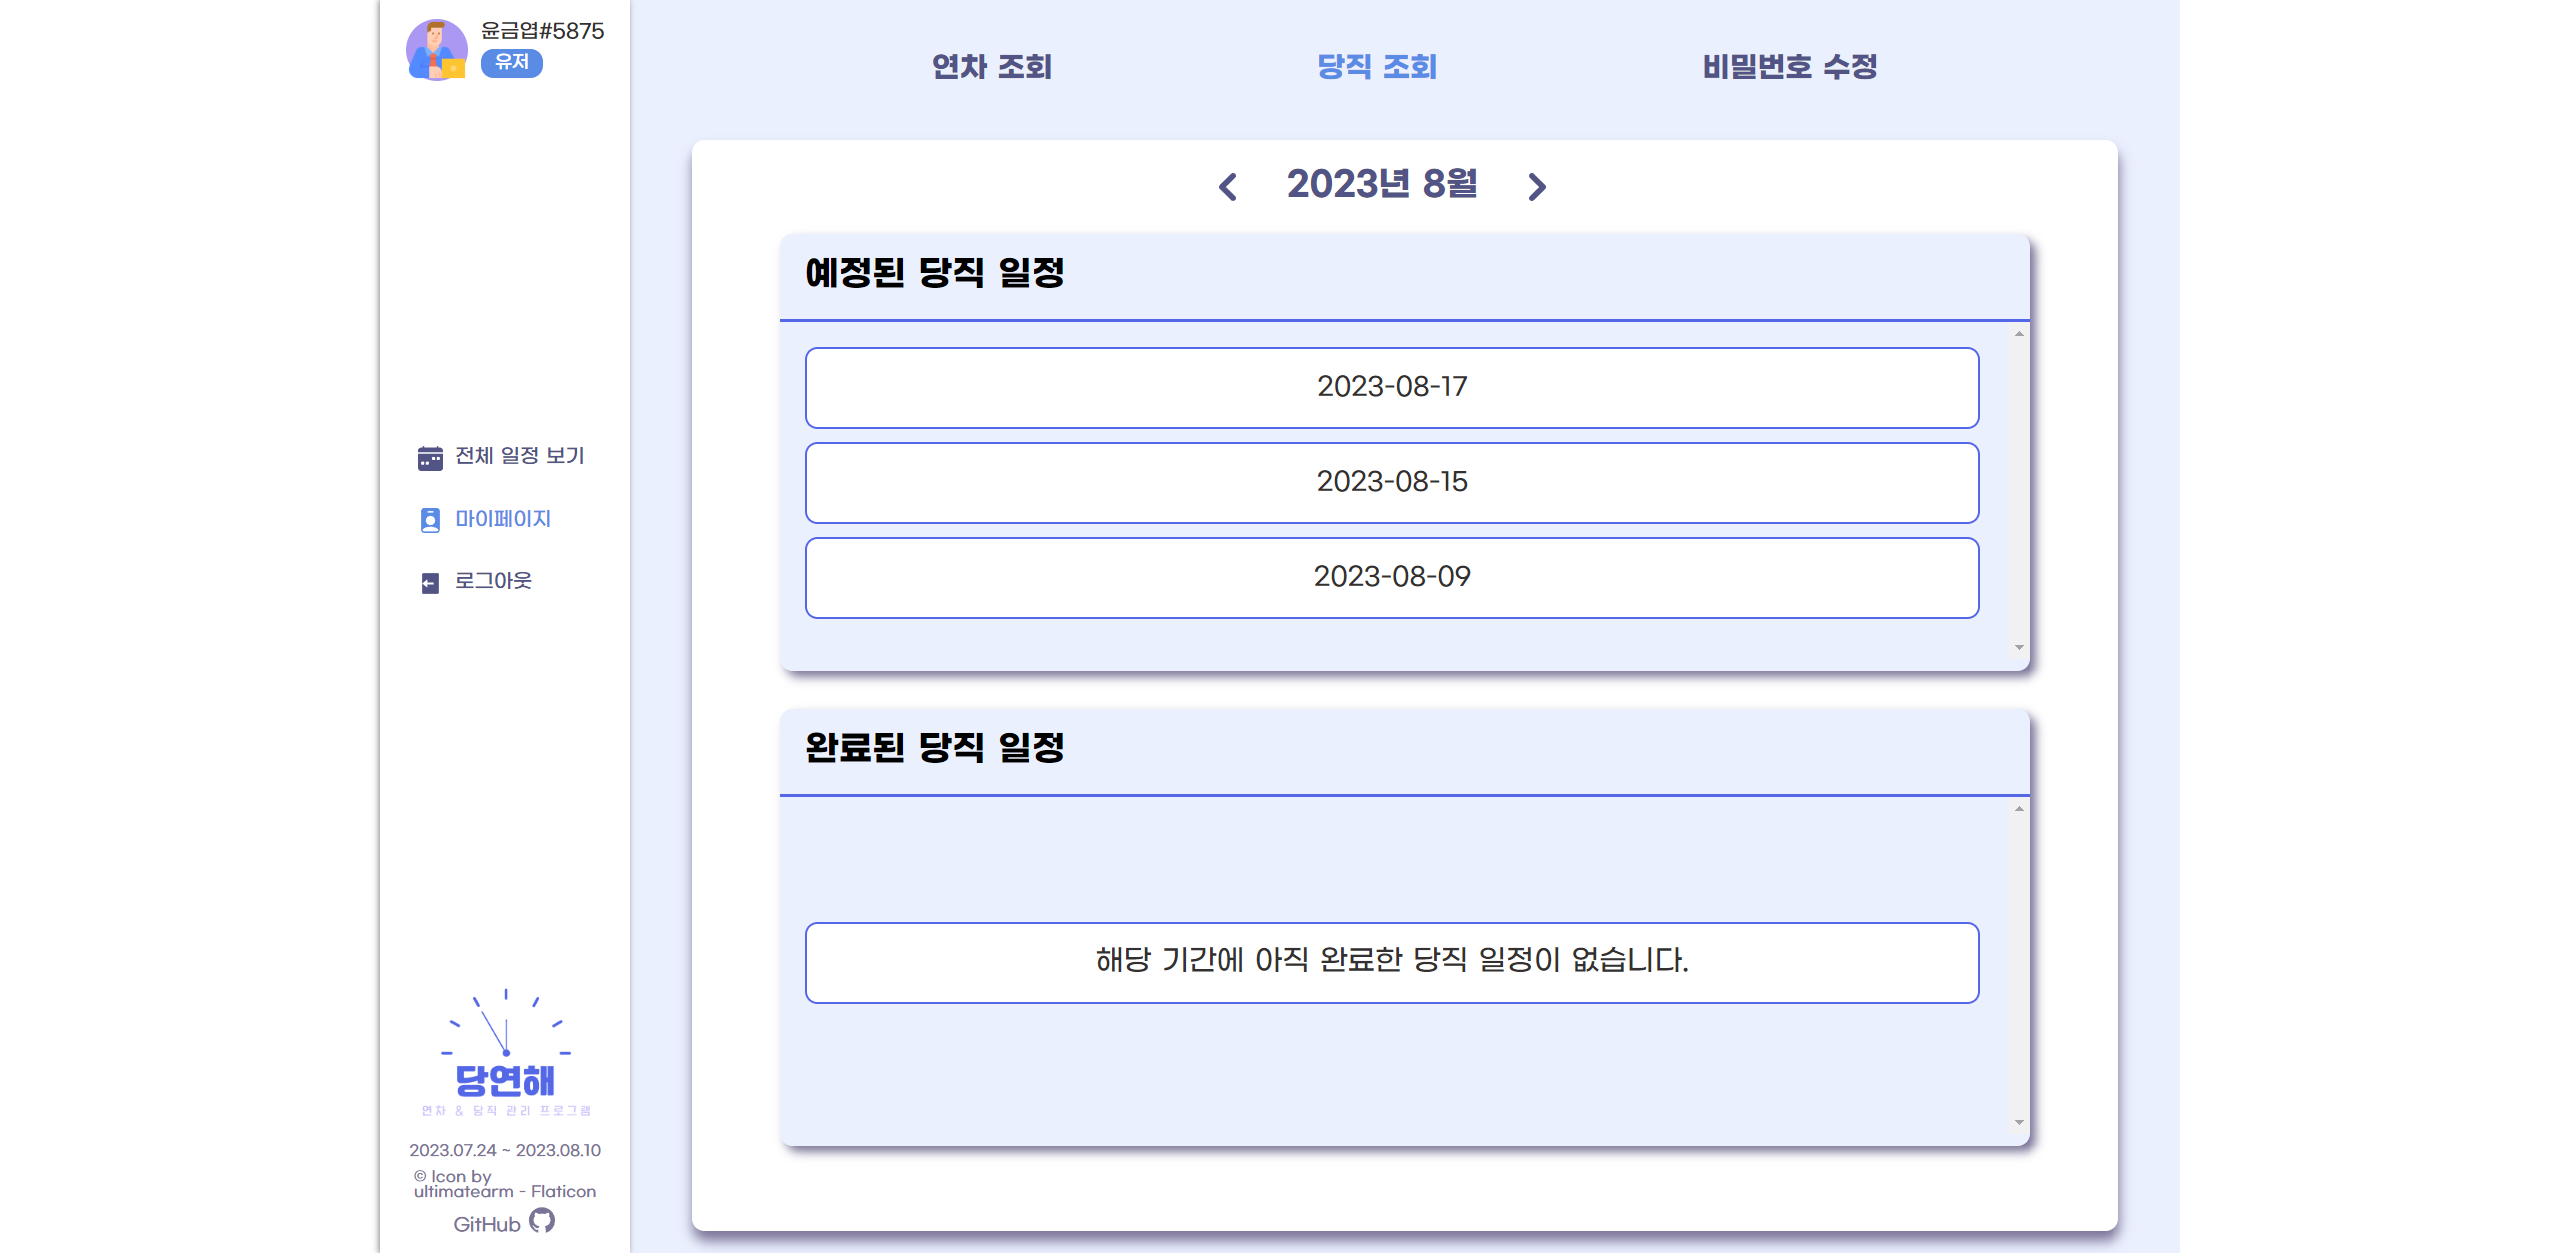 윤금엽#5875
유저
전체 일정 보기
마이페이지
로그아웃
당연해
연차 & 당직 관리 프로그램
2023.07.24 ~ 2023.08.10
© Icon by
ultimatearm - Flaticon
GitHub
연차 조회
당직 조회
비밀번호 수정
2023년 8월
예정된 당직 일정
2023-08-17
2023-08-15
2023-08-09
완료된 당직 일정
해당 기간에 아직 완료한 당직 일정이 없습니다.